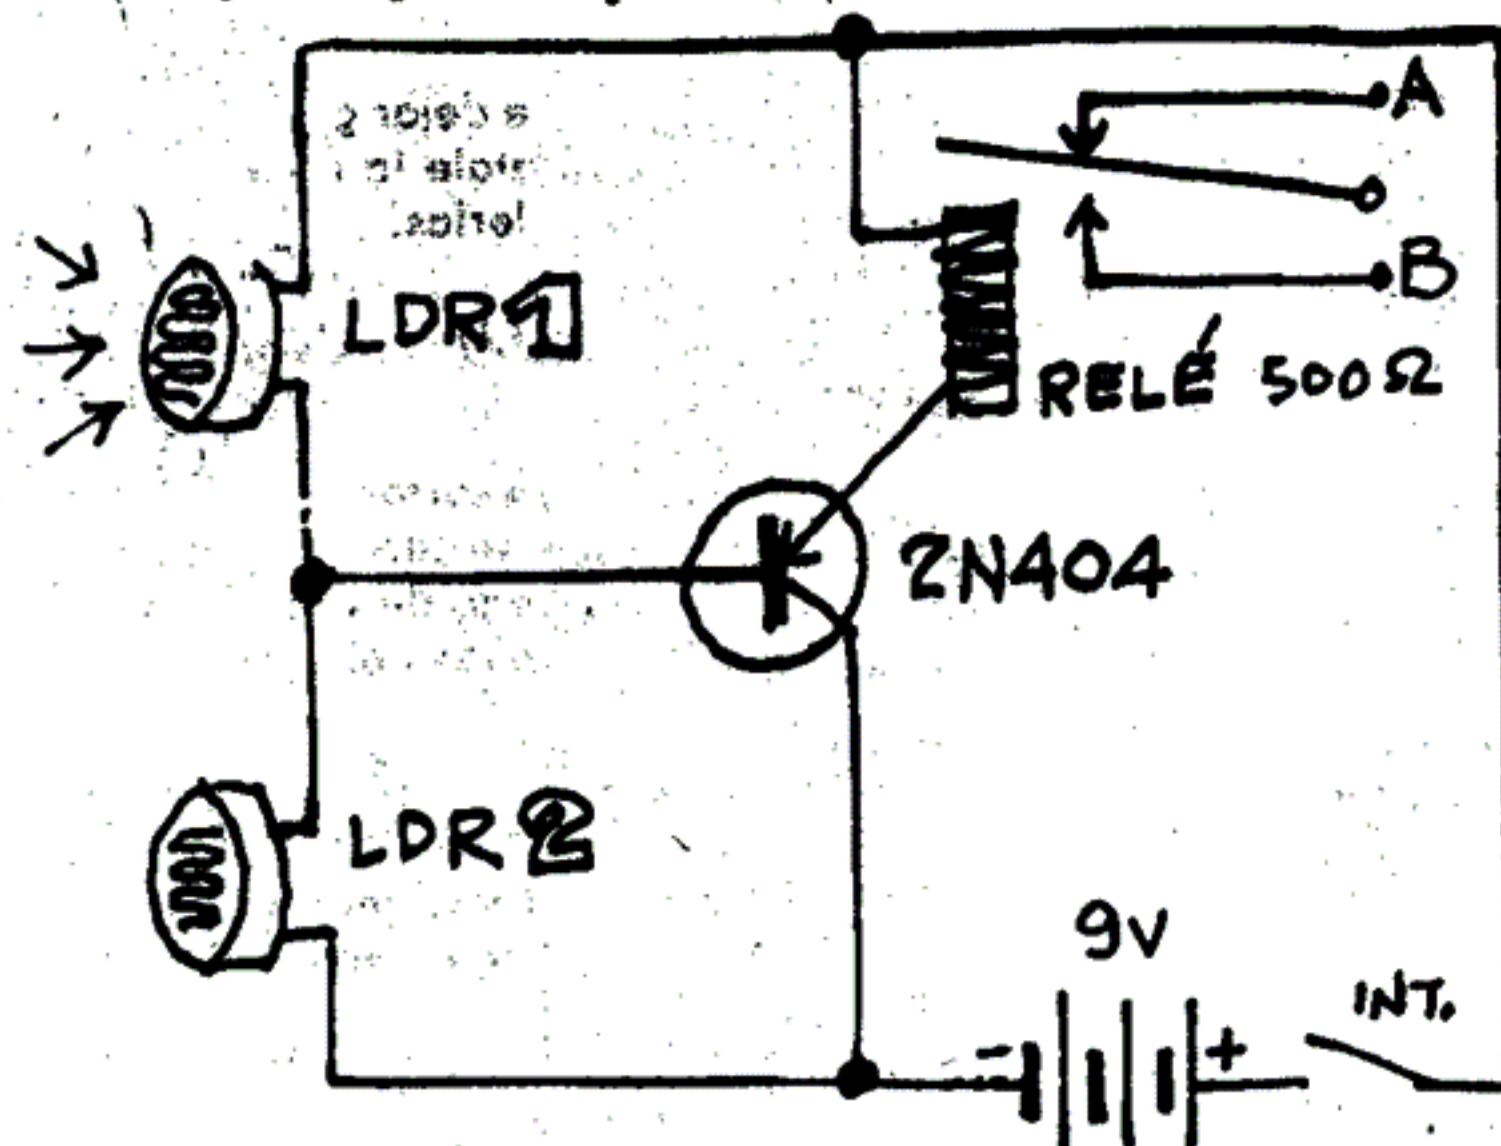 A
LDR1
B
RELÉ 500Ω
2N404
LDR2
9V
INT.
- +